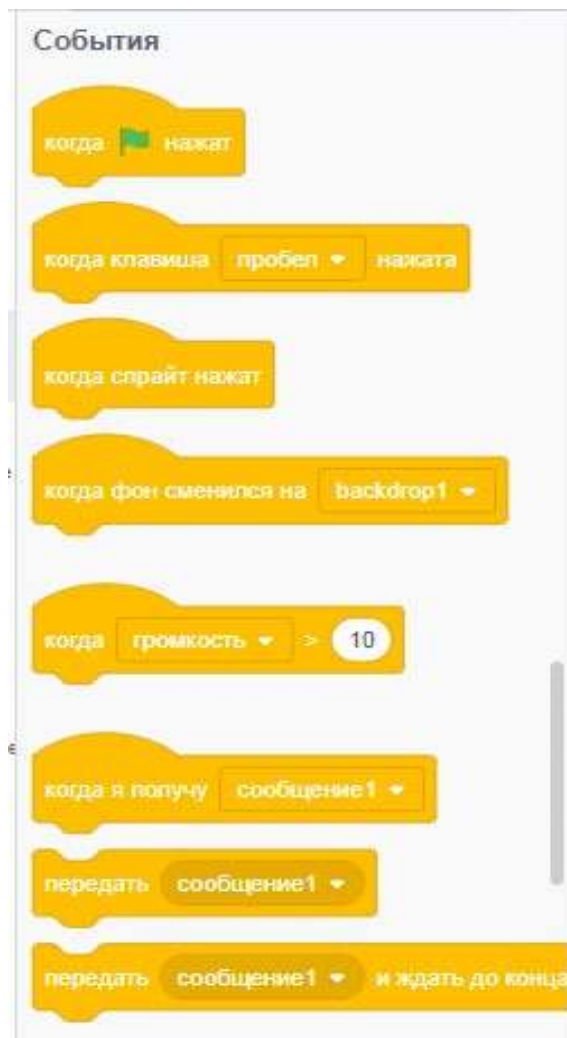 События
когда нажат
когда клавиша пробел нажата
когда спрайт нажат
когда фон сменился на backdrop1
когда громкость > 10
когда я получу сообщение1
передать сообщение1
передать сообщение1 и ждать до конца